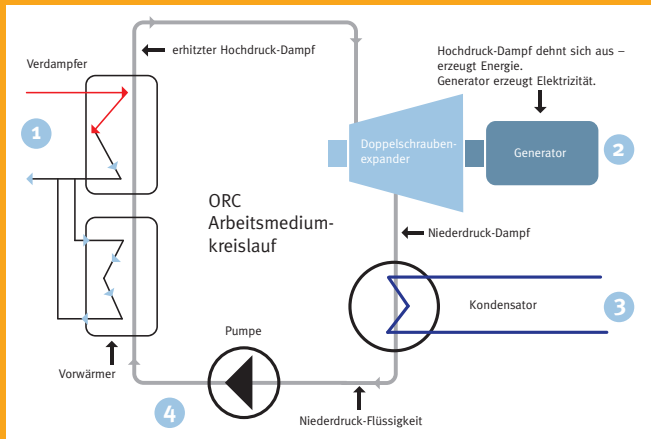 erhitzter Hochdruck-Dampf
Hochdruck-Dampf dehnt sich aus –
erzeugt Energie.
Generator erzeugt Elektrizität.
Verdampfer
1
Doppelschrauben-
expander
Generator
2
ORC
Arbeitsmedium-
kreislauf
Niederdruck-Dampf
Kondensator
3
Pumpe
Vorwärmer
4
Niederdruck-Flüssigkeit